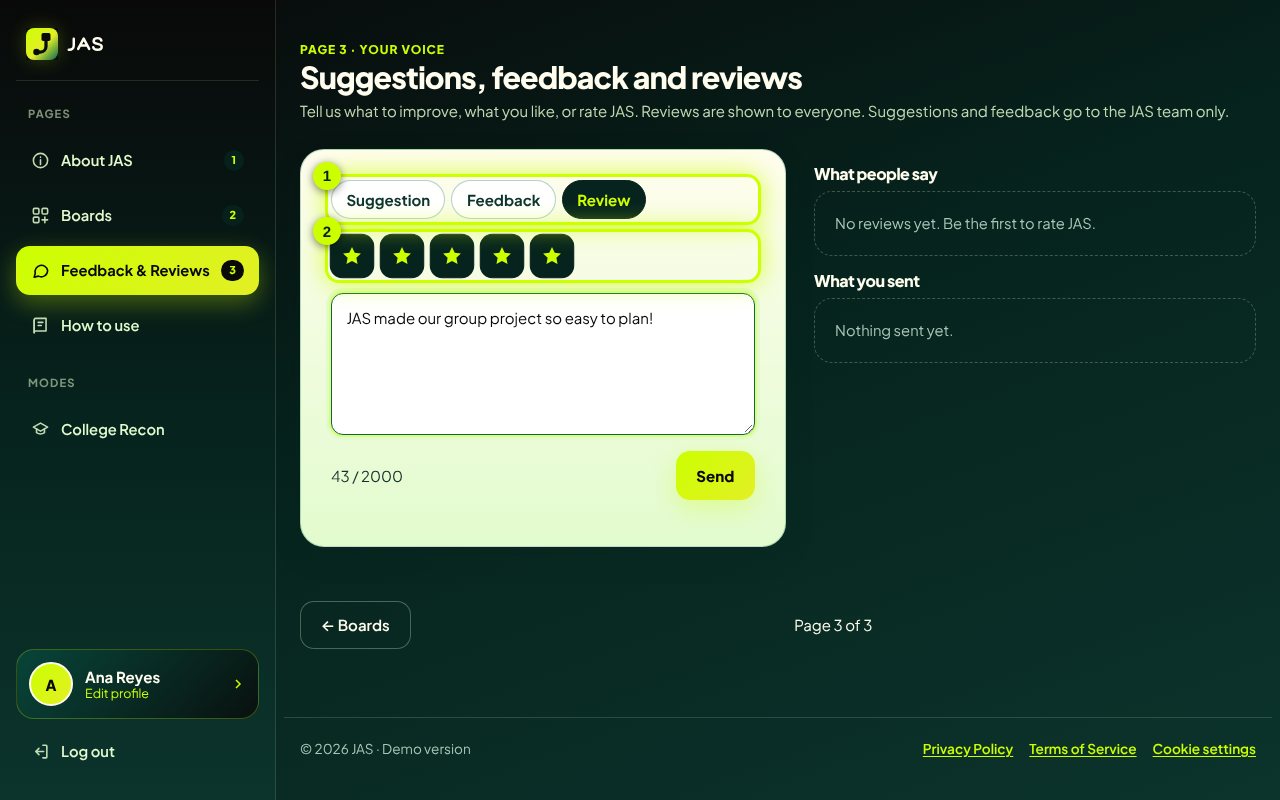 JAS
PAGES
About JAS 1
Boards 2
Feedback & Reviews 3
How to use
MODES
College Recon
A
Ana Reyes
Edit profile
Log out
PAGE 3 · YOUR VOICE
Suggestions, feedback and reviews
Tell us what to improve, what you like, or rate JAS. Reviews are shown to everyone. Suggestions and feedback go to the JAS team only.
1
Suggestion Feedback Review
2
JAS made our group project so easy to plan!
43 / 2000
Send
What people say
No reviews yet. Be the first to rate JAS.
What you sent
Nothing sent yet.
← Boards
Page 3 of 3
© 2026 JAS · Demo version
Privacy Policy Terms of Service Cookie settings